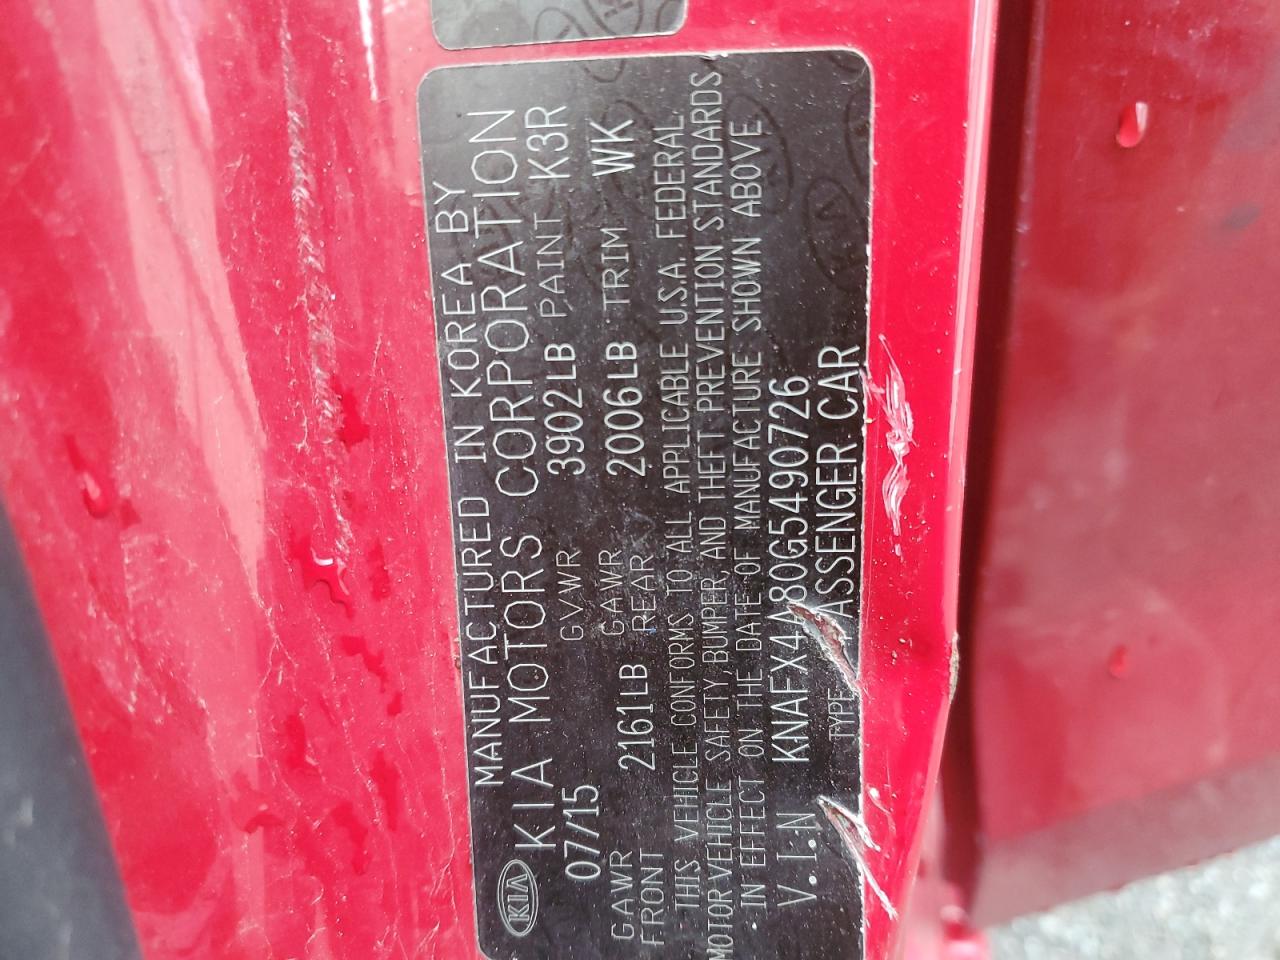 MANUFACTURED IN KOREA BY
KIA KIA MOTORS CORPORATION
07/15 GVWR 3902LB PAINT K3R
GAWR FRONT 2161LB GAWR REAR 2006LB TRIM WK
THIS VEHICLE CONFORMS TO ALL APPLICABLE U.S.A. FEDERAL
MOTOR VEHICLE SAFETY, BUMPER, AND THEFT PREVENTION STANDARDS
IN EFFECT ON THE DATE OF MANUFACTURE SHOWN ABOVE
V.I.N KNAFX4A80G5490726
TYPE PASSENGER CAR